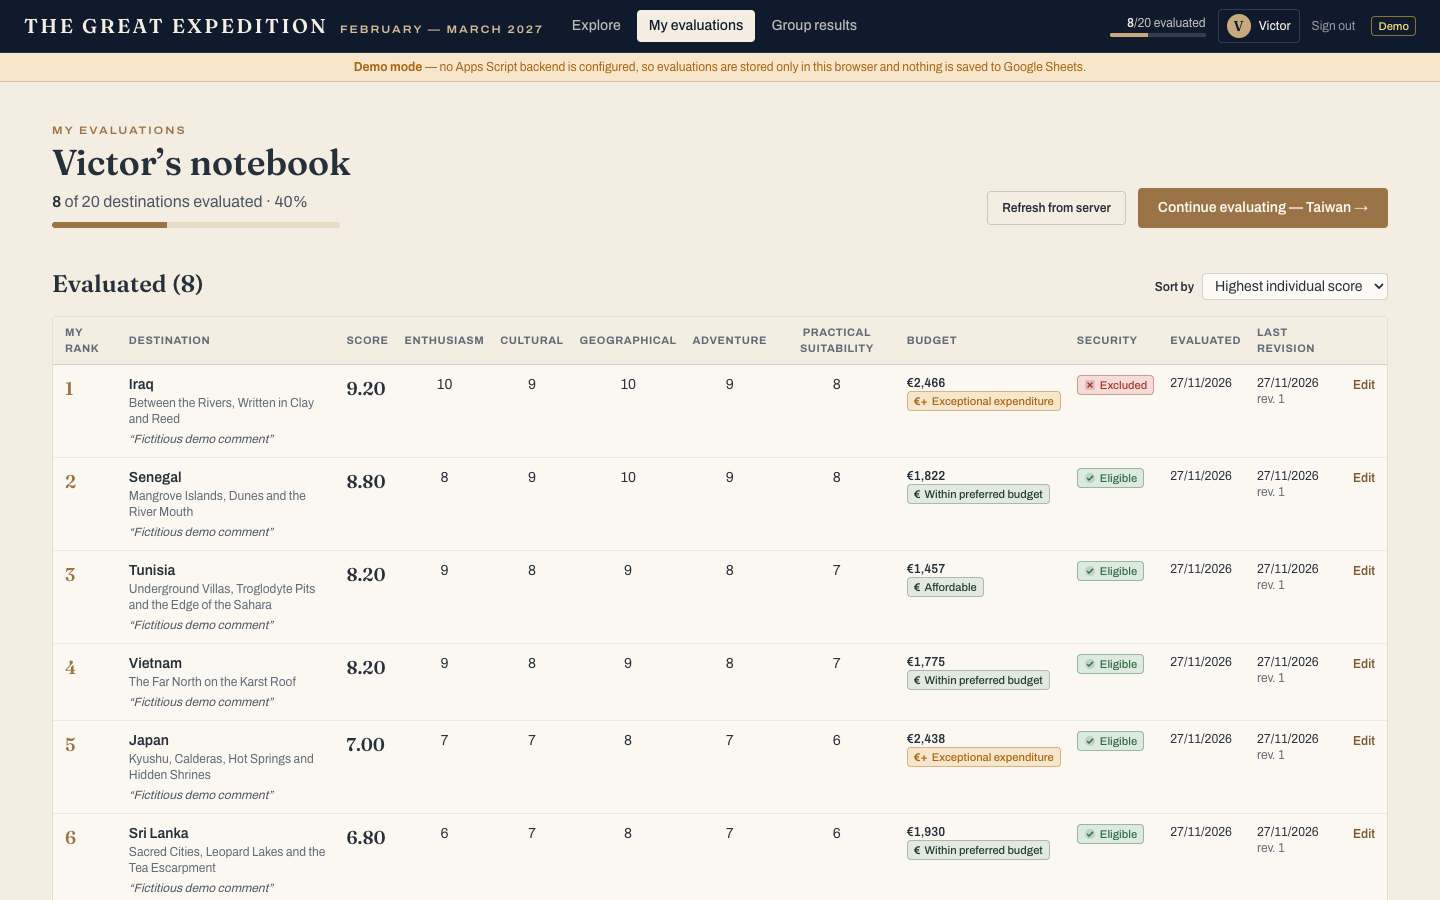 THE GREAT EXPEDITION FEBRUARY — MARCH 2027 Explore My evaluations Group results 8/20 evaluated V Victor Sign out Demo
Demo mode — no Apps Script backend is configured, so evaluations are stored only in this browser and nothing is saved to Google Sheets.
MY EVALUATIONS
Victor’s notebook
8 of 20 destinations evaluated · 40%
Refresh from server Continue evaluating — Taiwan →
Evaluated (8)
Sort by Highest individual score
MY RANK DESTINATION SCORE ENTHUSIASM CULTURAL GEOGRAPHICAL ADVENTURE PRACTICAL SUITABILITY BUDGET SECURITY EVALUATED LAST REVISION
1 Iraq 9.20 10 9 10 9 8 €2,466 Excluded 27/11/2026 27/11/2026 Edit
Between the Rivers, Written in Clay €+ Exceptional expenditure rev. 1
and Reed
“Fictitious demo comment”
2 Senegal 8.80 8 9 10 9 8 €1,822 Eligible 27/11/2026 27/11/2026 Edit
Mangrove Islands, Dunes and the € Within preferred budget rev. 1
River Mouth
“Fictitious demo comment”
3 Tunisia 8.20 9 8 9 8 7 €1,457 Eligible 27/11/2026 27/11/2026 Edit
Underground Villas, Troglodyte Pits € Affordable rev. 1
and the Edge of the Sahara
“Fictitious demo comment”
4 Vietnam 8.20 9 8 9 8 7 €1,775 Eligible 27/11/2026 27/11/2026 Edit
The Far North on the Karst Roof € Within preferred budget rev. 1
“Fictitious demo comment”
5 Japan 7.00 7 7 8 7 6 €2,438 Eligible 27/11/2026 27/11/2026 Edit
Kyushu, Calderas, Hot Springs and €+ Exceptional expenditure rev. 1
Hidden Shrines
“Fictitious demo comment”
6 Sri Lanka 6.80 6 7 8 7 6 €1,930 Eligible 27/11/2026 27/11/2026 Edit
Sacred Cities, Leopard Lakes and the € Within preferred budget rev. 1
Tea Escarpment
“Fictitious demo comment”